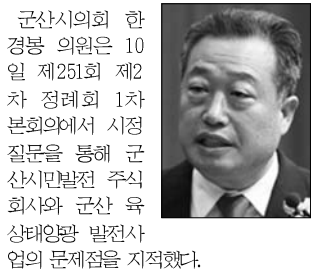 군산시의회 한
경봉 의원은 10
일 제251회 제2
차 정례회 1차
본회의에서 시정
질문을 통해 군
산시민발전 주식
회사와 군산 육
상태양광 발전사
업의 문제점을 지적했다.